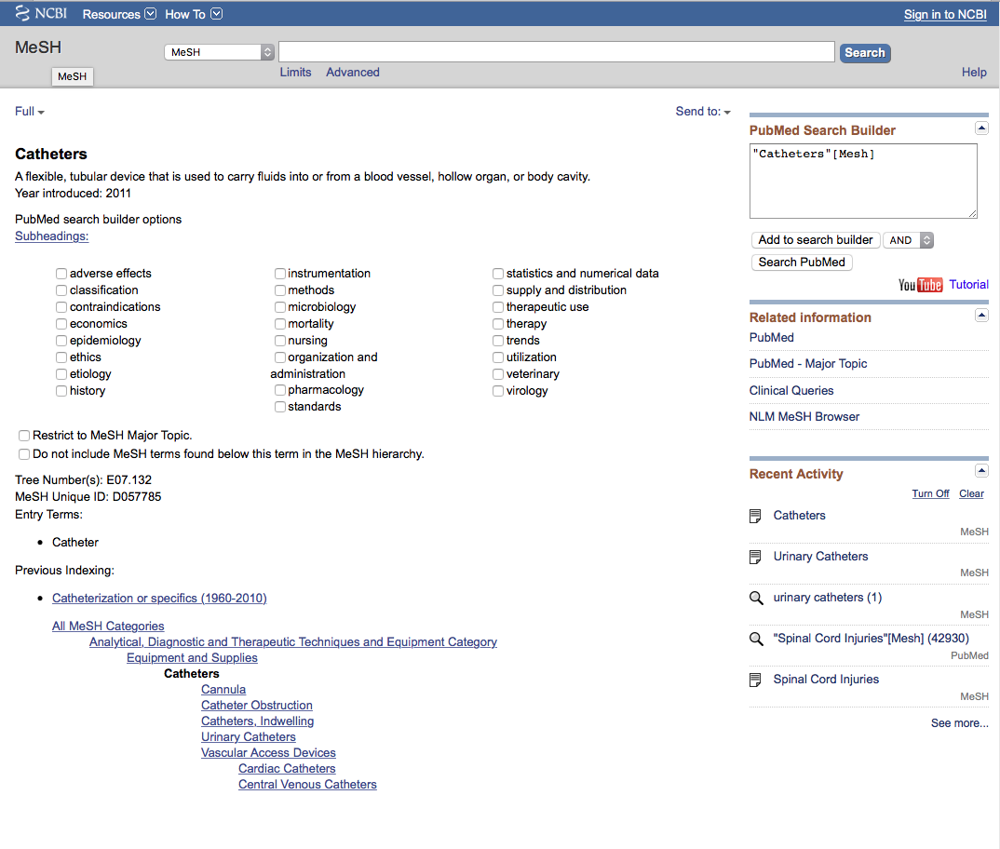 NCBI Resources How To Sign in to NCBI
MeSH
MeSH Search
Limits Advanced Help
MeSH
Full Send to:
Catheters
A flexible, tubular device that is used to carry fluids into or from a blood vessel, hollow organ, or body cavity.
Year introduced: 2011
PubMed search builder options
Subheadings:
adverse effects
classification
contraindications
economics
epidemiology
ethics
etiology
history
instrumentation
methods
microbiology
mortality
nursing
organization and
administration
pharmacology
standards
statistics and numerical data
supply and distribution
therapeutic use
therapy
trends
utilization
veterinary
virology
Restrict to MeSH Major Topic.
Do not include MeSH terms found below this term in the MeSH hierarchy.
Tree Number(s): E07.132
MeSH Unique ID: D057785
Entry Terms:
• Catheter
Previous Indexing:
• Catheterization or specifics (1960-2010)
All MeSH Categories
Analytical, Diagnostic and Therapeutic Techniques and Equipment Category
Equipment and Supplies
Catheters
Cannula
Catheter Obstruction
Catheters, Indwelling
Urinary Catheters
Vascular Access Devices
Cardiac Catheters
Central Venous Catheters
PubMed Search Builder
"Catheters"[Mesh]
Add to search builder AND
Search PubMed
YouTube Tutorial
Related information
PubMed
PubMed - Major Topic
Clinical Queries
NLM MeSH Browser
Recent Activity
Turn Off Clear
Catheters
MeSH
Urinary Catheters
MeSH
urinary catheters (1)
MeSH
"Spinal Cord Injuries"[Mesh] (42930)
PubMed
Spinal Cord Injuries
MeSH
See more...